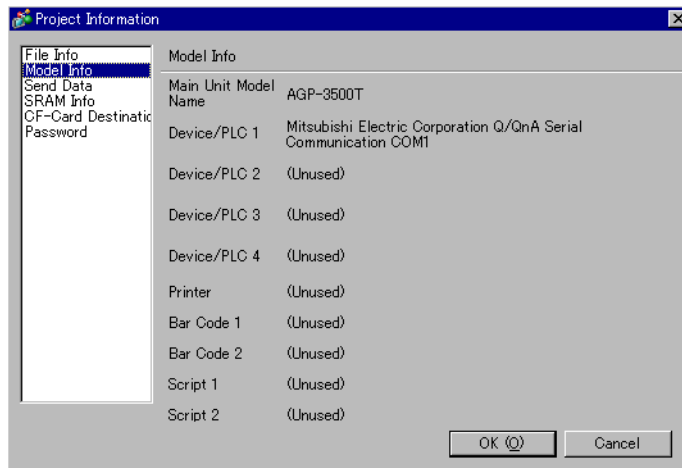 Project Information
File Info
Model Info
Send Data
SRAM Info
CF-Card Destinatic
Password
Model Info
Main Unit Model
Name
AGP-3500T
Device/PLC 1
Mitsubishi Electric Corporation Q/QnA Serial
Communication COM1
Device/PLC 2
(Unused)
Device/PLC 3
(Unused)
Device/PLC 4
(Unused)
Printer
(Unused)
Bar Code 1
(Unused)
Bar Code 2
(Unused)
Script 1
(Unused)
Script 2
(Unused)
OK (O)
Cancel